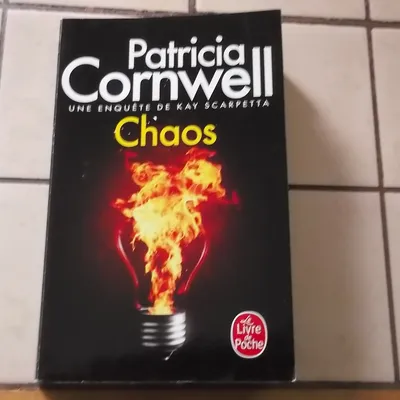 Patricia
Cornwell
UNE ENQUÊTE DE KAY SCARPETTA
Chaos
Le
Livre
de
Poche